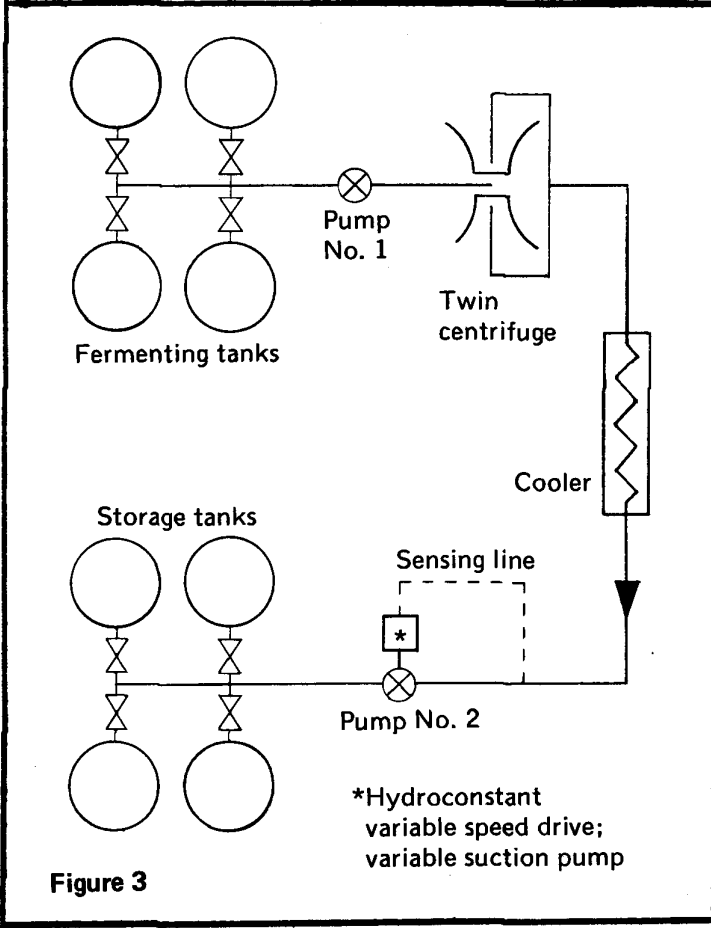 Pump
No. 1
Twin
centrifuge
Fermenting tanks
Cooler
Storage tanks
Sensing line
*
Pump No. 2
*Hydroconstant
variable speed drive;
variable suction pump
Figure 3